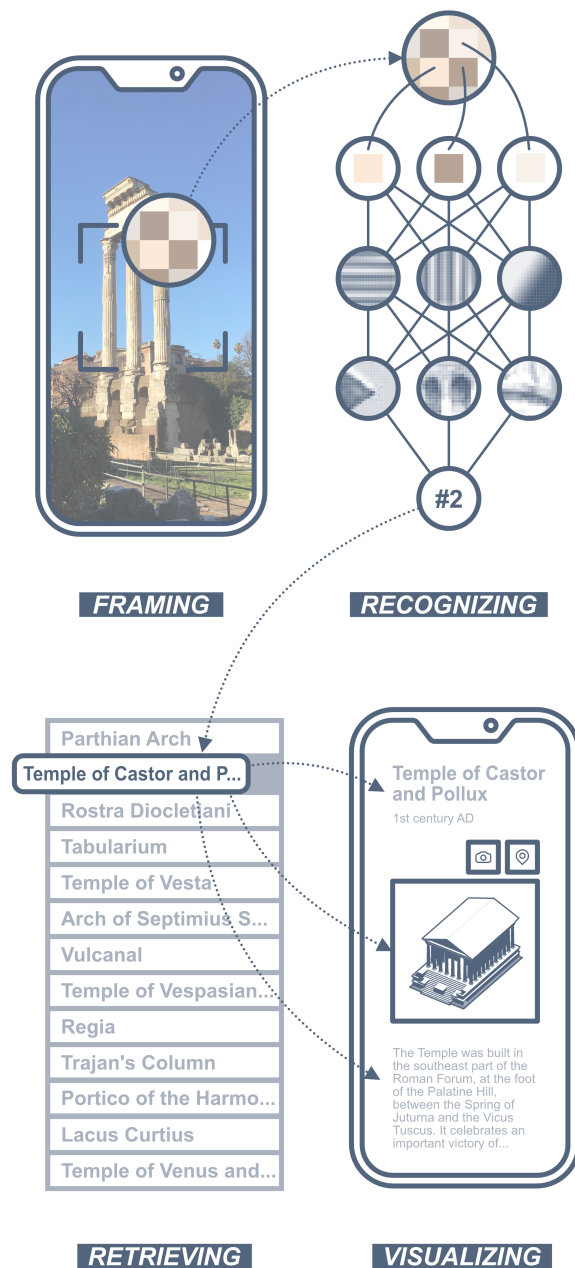 #2
FRAMING
RECOGNIZING
Parthian Arch
Temple of Castor and P...
Rostra Diocletiani
Tabularium
Temple of Vesta
Arch of Septimius S...
Vulcanal
Temple of Vespasian...
Regia
Trajan's Column
Portico of the Harmo...
Lacus Curtius
Temple of Venus and...
Temple of Castor
and Pollux
1st century AD
The Temple was built in
the southeast part of the
Roman Forum, at the foot
of the Palatine Hill,
between the Spring of
Juturna and the Vicus
Tuscus. It celebrates an
important victory of...
RETRIEVING
VISUALIZING